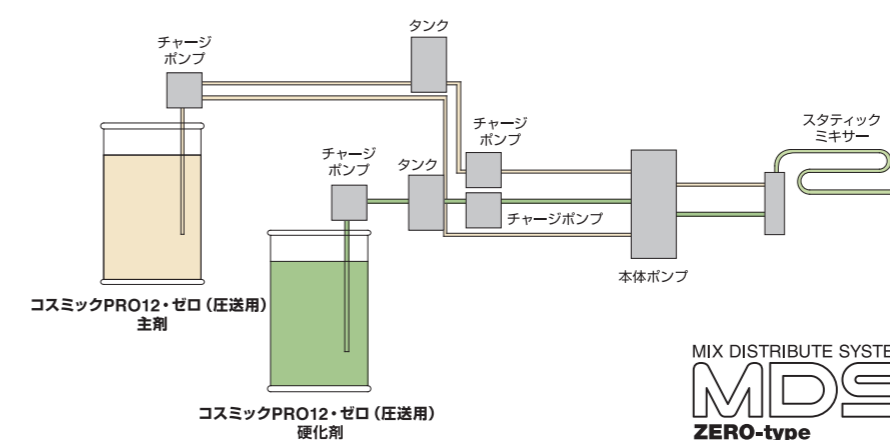 タンク
チャージ
ポンプ
スタティック
ミキサー
チャージ
ポンプ
チャージ
ポンプ
タンク
チャージポンプ
本体ポンプ
コスミックPRO12・ゼロ（圧送用）
主剤
コスミックPRO12・ゼロ（圧送用）
硬化剤
MIX DISTRIBUTE SYSTE
MDS
ZERO-type